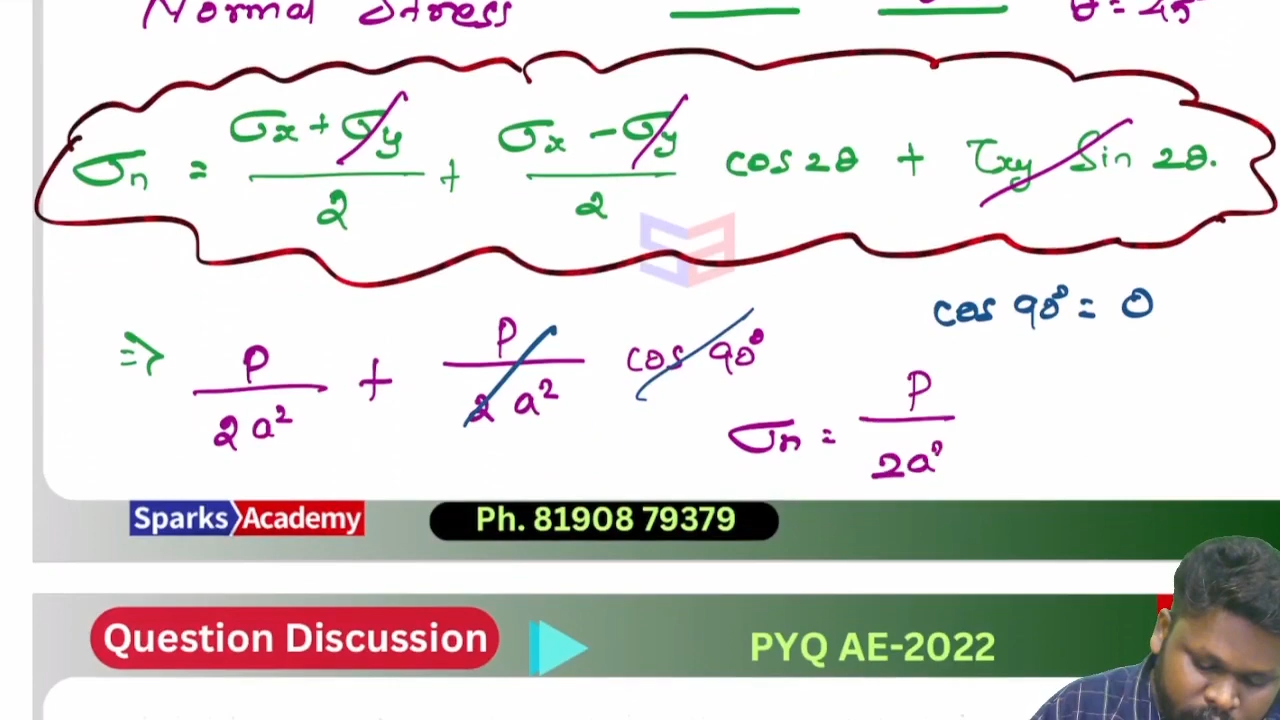 Normal Stress θ = 45°
σn = σx + σy / 2 + σx - σy / 2 cos 2θ + τxy Sin 2θ.
cos 90° = 0
=> P / 2a² + P / 2a² cos 90°
σn = P / 2a²
Sparks Academy
Ph. 81908 79379
Question Discussion
PYQ AE-2022